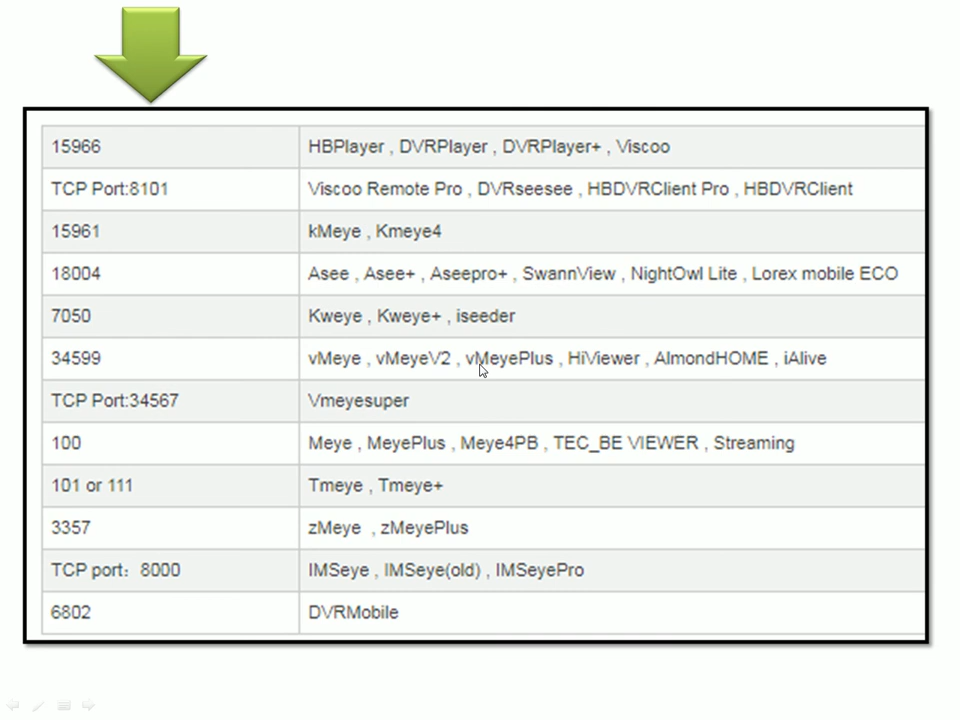 15966 HBPlayer , DVRPlayer , DVRPlayer+ , Viscoo
TCP Port:8101 Viscoo Remote Pro , DVRseesee , HBDVRClient Pro , HBDVRClient
15961 kMeye , Kmeye4
18004 Asee , Asee+ , Aseepro+ , SwannView , NightOwl Lite , Lorex mobile ECO
7050 Kweye , Kweye+ , iseeder
34599 vMeye , vMeyeV2 , vMeyePlus , HiViewer , AlmondHOME , iAlive
TCP Port:34567 Vmeyesuper
100 Meye , MeyePlus , Meye4PB , TEC_BE VIEWER , Streaming
101 or 111 Tmeye , Tmeye+
3357 zMeye , zMeyePlus
TCP port：8000 IMSeye , IMSeye(old) , IMSeyePro
6802 DVRMobile